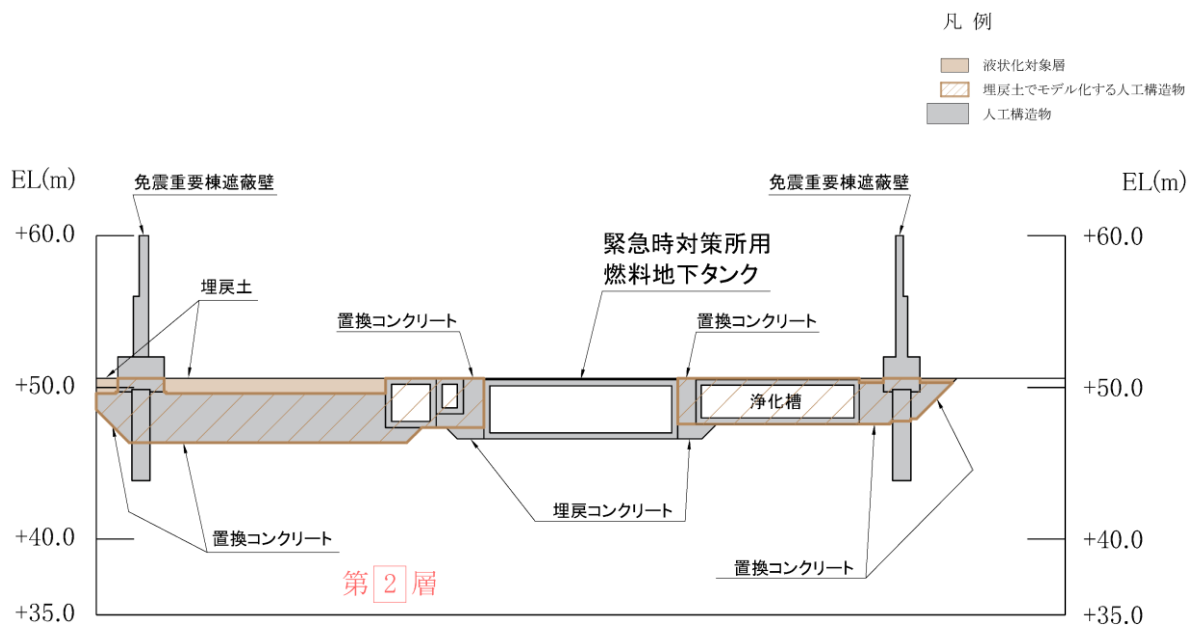 凡 例
液状化対象層
埋戻土でモデル化する人工構造物
人工構造物
EL(m)
EL(m)
免震重要棟遮蔽壁
免震重要棟遮蔽壁
+60.0
+60.0
緊急時対策所用
燃料地下タンク
埋戻土
置換コンクリート
置換コンクリート
+50.0
+50.0
浄化槽
埋戻コンクリート
+40.0
+40.0
置換コンクリート
置換コンクリート
第2層
+35.0
+35.0